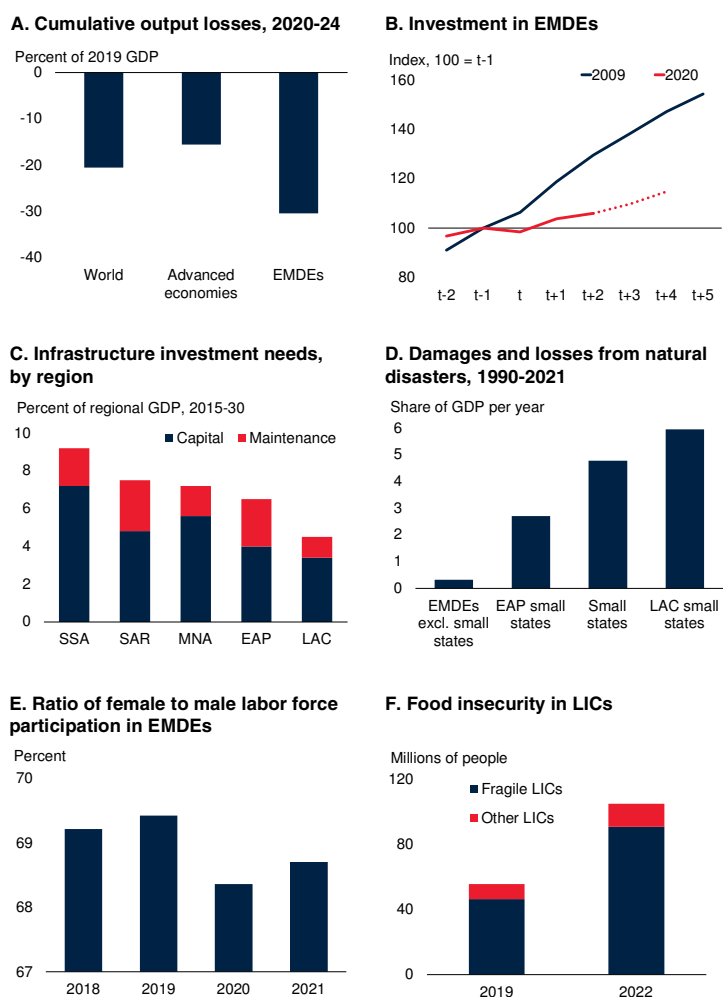 A. Cumulative output losses, 2020-24
Percent of 2019 GDP
0
-10
-20
-30
-40
World
Advanced
economies
EMDEs
B. Investment in EMDEs
Index, 100 = t-1
2009
2020
160
140
120
100
80
t-2 t-1 t t+1 t+2 t+3 t+4 t+5
C. Infrastructure investment needs,
by region
Percent of regional GDP, 2015-30
Capital
Maintenance
10
8
6
4
2
0
SSA SAR MNA EAP LAC
D. Damages and losses from natural
disasters, 1990-2021
Share of GDP per year
6
5
4
3
2
1
0
EMDEs
excl. small
states
EAP small
states
Small
states
LAC small
states
E. Ratio of female to male labor force
participation in EMDEs
Percent
70
69
68
67
2018 2019 2020 2021
F. Food insecurity in LICs
Millions of people
Fragile LICs
Other LICs
120
80
40
0
2019 2022